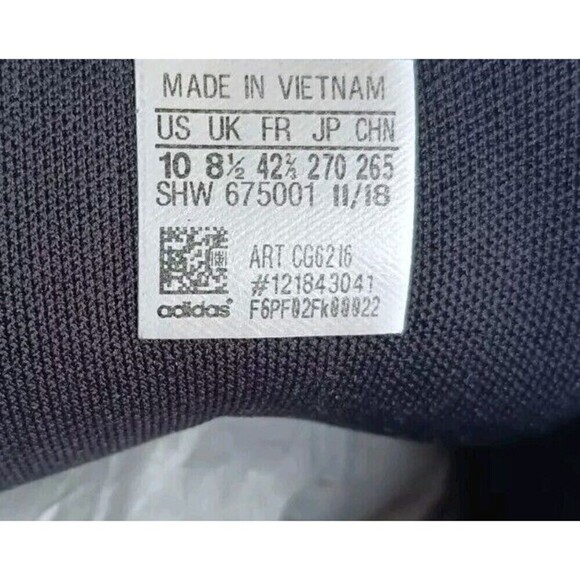 MADE IN VIETNAM
US UK FR JP CHN
10 8½ 42⅔ 270 265
SHW 675001 11/18
ART CG6216
#121843041
adidas® F6PF02Fk00022